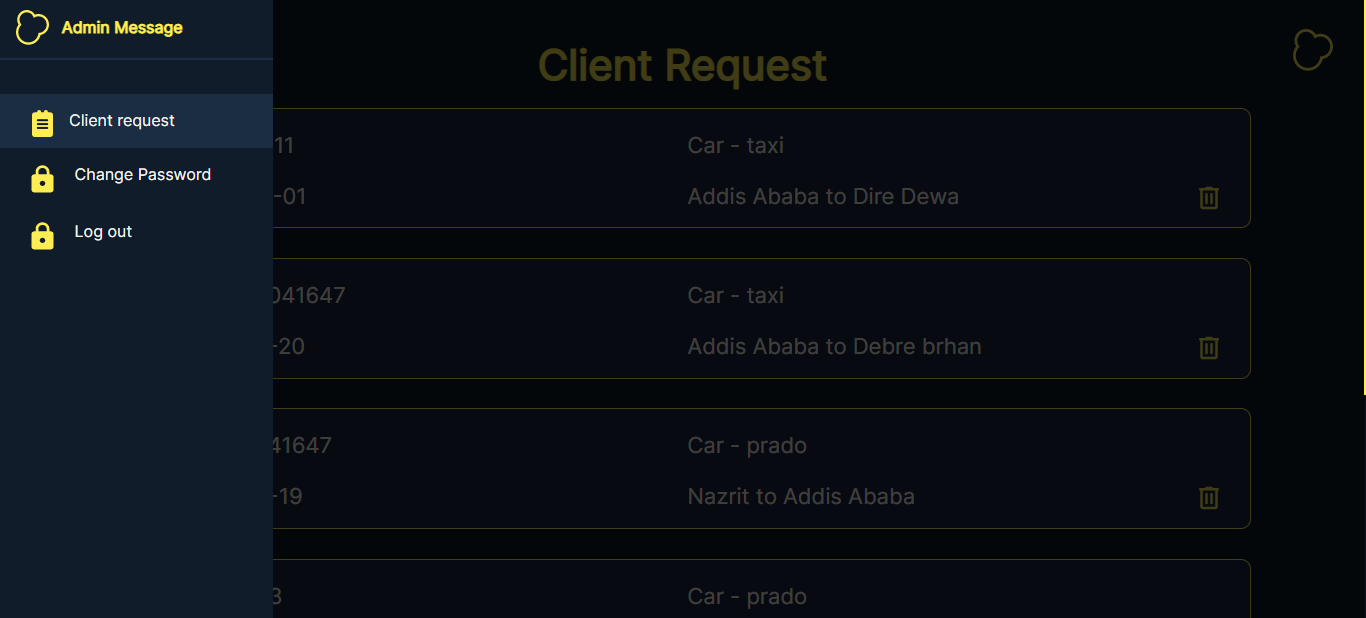 Admin Message
Client request
Change Password
Log out
Client Request
11 Car - taxi
-01 Addis Ababa to Dire Dewa
041647 Car - taxi
-20 Addis Ababa to Debre brhan
41647 Car - prado
-19 Nazrit to Addis Ababa
3 Car - prado